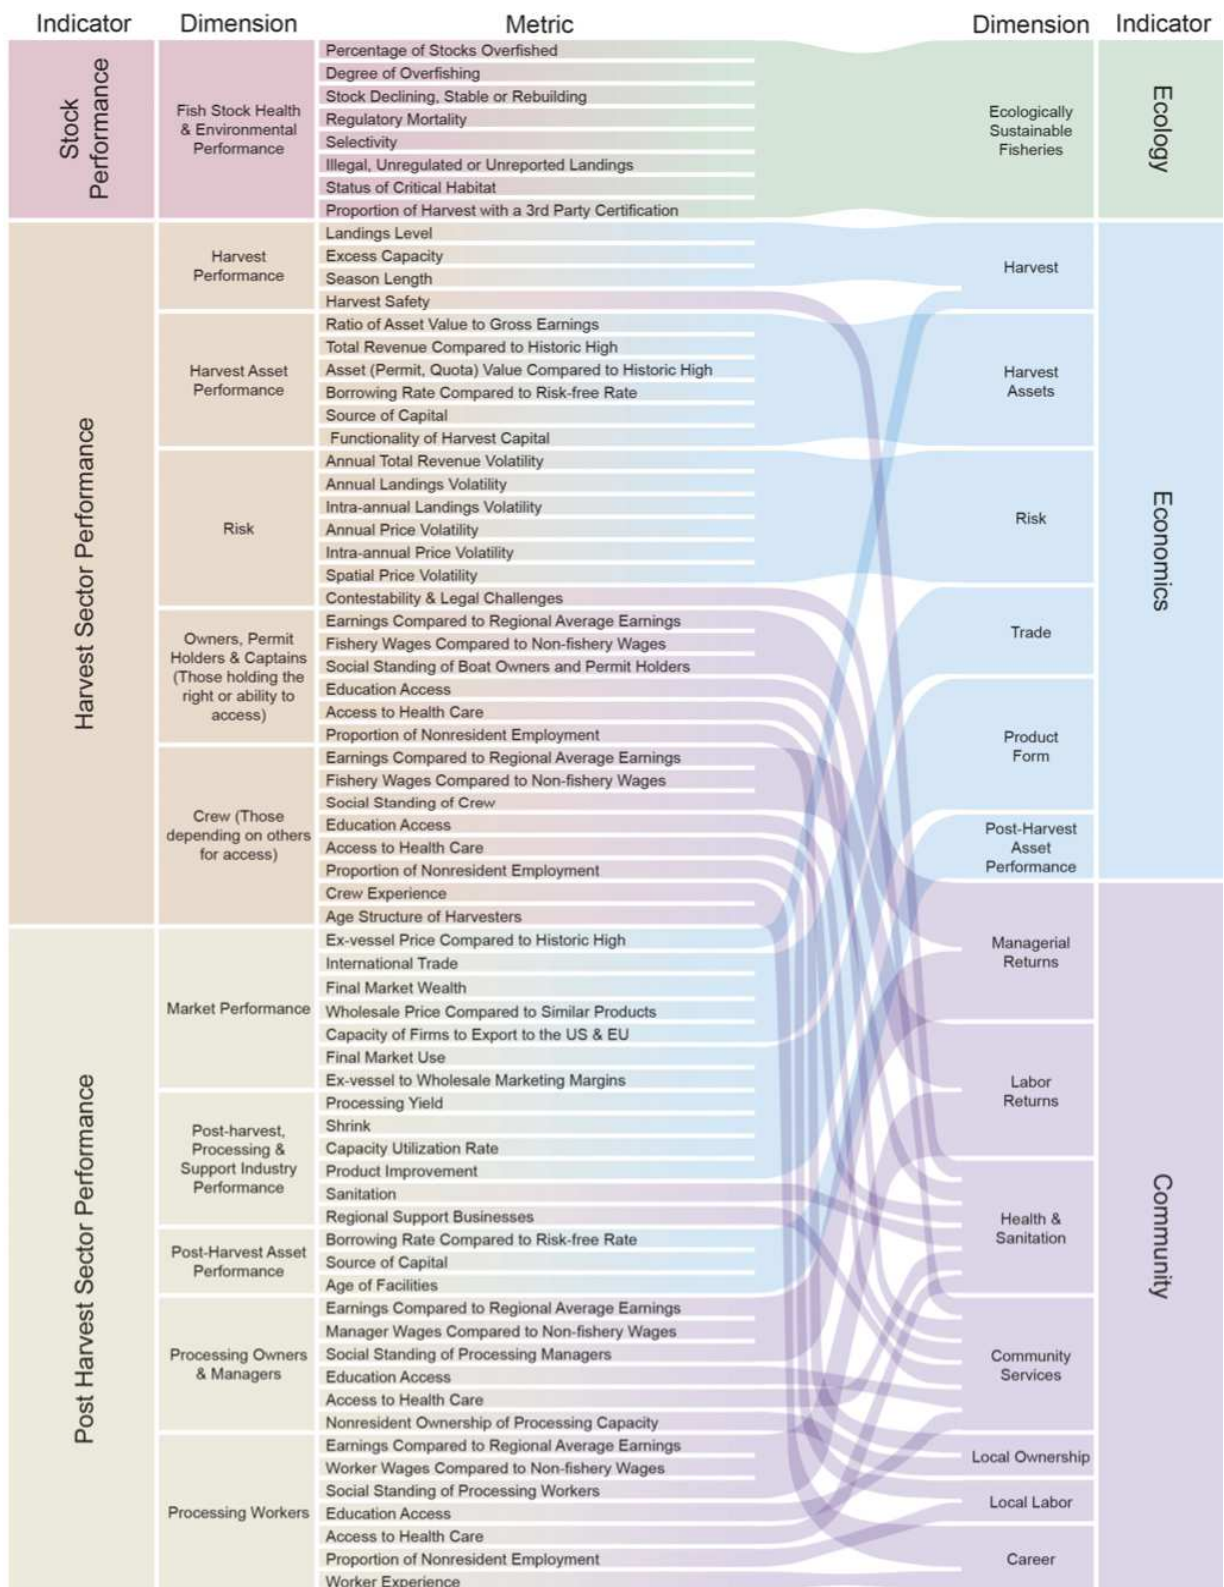 Indicator Dimension Metric Dimension Indicator
Stock
Performance
Fish Stock Health
& Environmental
Performance
Percentage of Stocks Overfished
Degree of Overfishing
Stock Declining, Stable or Rebuilding
Regulatory Mortality
Selectivity
Illegal, Unregulated or Unreported Landings
Status of Critical Habitat
Proportion of Harvest with a 3rd Party Certification
Harvest Sector Performance
Harvest
Performance
Landings Level
Excess Capacity
Season Length
Harvest Safety
Harvest Asset
Performance
Ratio of Asset Value to Gross Earnings
Total Revenue Compared to Historic High
Asset (Permit, Quota) Value Compared to Historic High
Borrowing Rate Compared to Risk-free Rate
Source of Capital
Functionality of Harvest Capital
Risk
Annual Total Revenue Volatility
Annual Landings Volatility
Intra-annual Landings Volatility
Annual Price Volatility
Intra-annual Price Volatility
Spatial Price Volatility
Contestability & Legal Challenges
Owners, Permit
Holders & Captains
(Those holding the
right or ability to
access)
Earnings Compared to Regional Average Earnings
Fishery Wages Compared to Non-fishery Wages
Social Standing of Boat Owners and Permit Holders
Education Access
Access to Health Care
Proportion of Nonresident Employment
Crew (Those
depending on others
for access)
Earnings Compared to Regional Average Earnings
Fishery Wages Compared to Non-fishery Wages
Social Standing of Crew
Education Access
Access to Health Care
Proportion of Nonresident Employment
Crew Experience
Age Structure of Harvesters
Post Harvest Sector Performance
Market Performance
Ex-vessel Price Compared to Historic High
International Trade
Final Market Wealth
Wholesale Price Compared to Similar Products
Capacity of Firms to Export to the US & EU
Final Market Use
Ex-vessel to Wholesale Marketing Margins
Post-harvest,
Processing &
Support Industry
Performance
Processing Yield
Shrink
Capacity Utilization Rate
Product Improvement
Sanitation
Regional Support Businesses
Post-Harvest Asset
Performance
Borrowing Rate Compared to Risk-free Rate
Source of Capital
Age of Facilities
Processing Owners
& Managers
Earnings Compared to Regional Average Earnings
Manager Wages Compared to Non-fishery Wages
Social Standing of Processing Managers
Education Access
Access to Health Care
Nonresident Ownership of Processing Capacity
Processing Workers
Earnings Compared to Regional Average Earnings
Worker Wages Compared to Non-fishery Wages
Social Standing of Processing Workers
Education Access
Access to Health Care
Proportion of Nonresident Employment
Worker Experience
Ecologically
Sustainable
Fisheries
Ecology
Harvest
Harvest
Assets
Risk
Trade
Product
Form
Post-Harvest
Asset
Performance
Economics
Managerial
Returns
Labor
Returns
Health &
Sanitation
Community
Services
Local Ownership
Local Labor
Career
Community